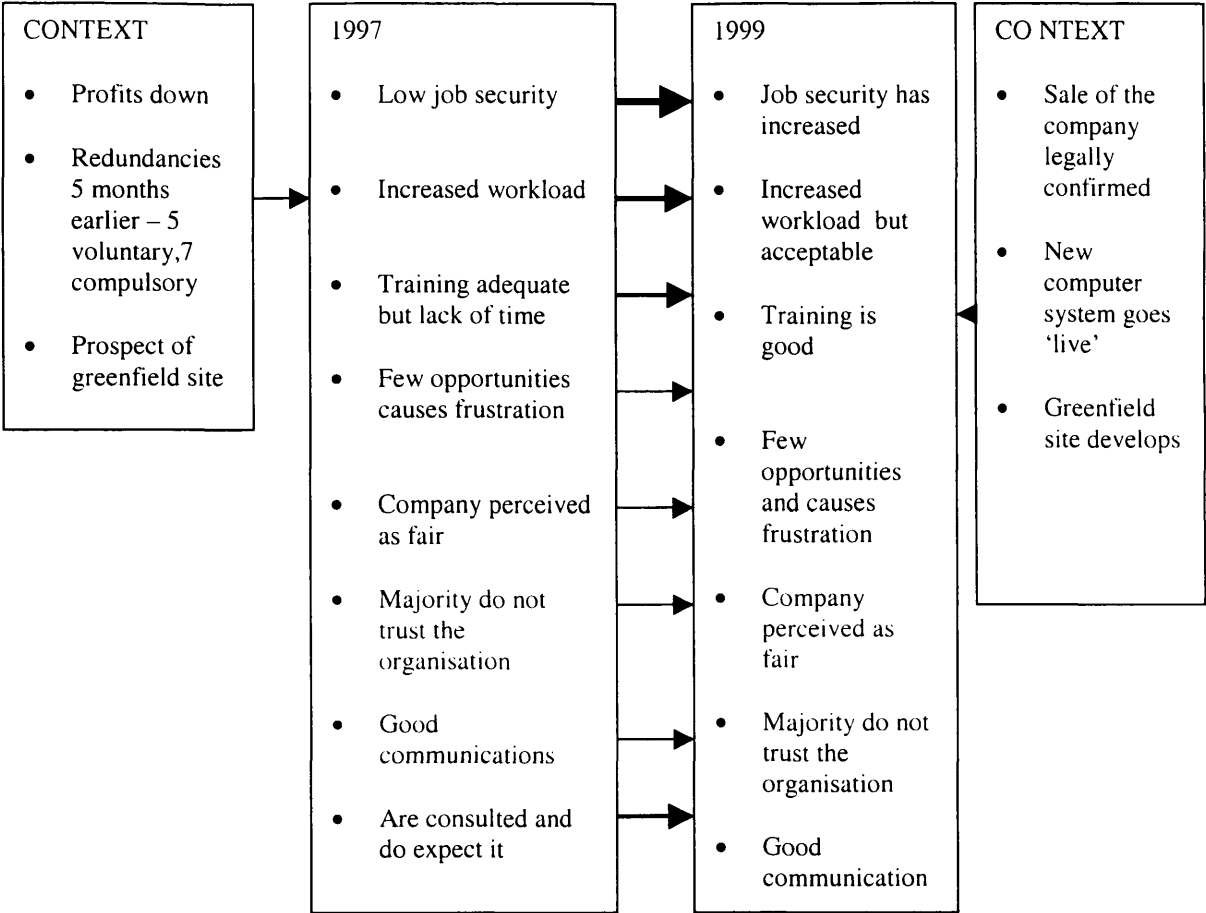 CONTEXT
• Profits down
• Redundancies
5 months
earlier – 5
voluntary,7
compulsory
• Prospect of
greenfield site
1997
• Low job security
• Increased workload
• Training adequate
but lack of time
• Few opportunities
causes frustration
• Company perceived
as fair
• Majority do not
trust the
organisation
• Good
communications
• Are consulted and
do expect it
1999
• Job security has
increased
• Increased
workload but
acceptable
• Training is
good
• Few
opportunities
and causes
frustration
• Company
perceived as
fair
• Majority do not
trust the
organisation
• Good
communication
CO NTEXT
• Sale of the
company
legally
confirmed
• New
computer
system goes
‘live’
• Greenfield
site develops